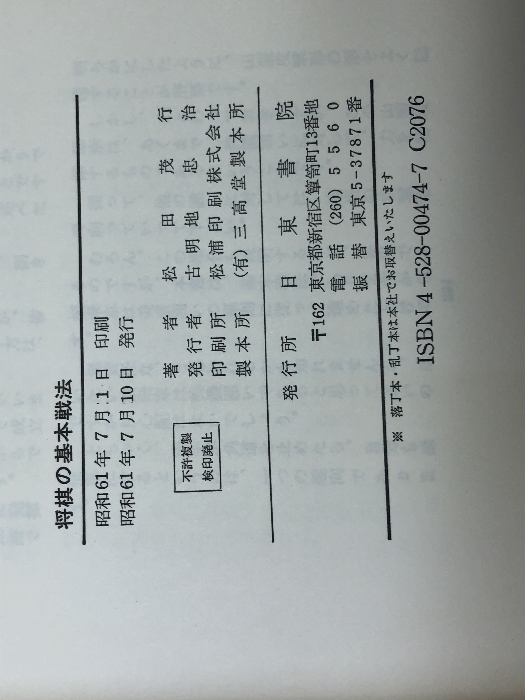 将棋の基本戦法
昭和61年 7月 1日 印刷
昭和61年 7月10日 発行
不許複製
検印廃止
著者 松田茂行
発行者 古明地忠治
印刷所 松浦印刷株式会社
製本所 (有)三高堂製本所
発行所 日東書院
〒162 東京都新宿区簞笥町13番地
電話 (260)5560
振替 東京5-37871番
※ 落丁本・乱丁本は本社でお取替えいたします
ISBN4-528-00474-7 C2076